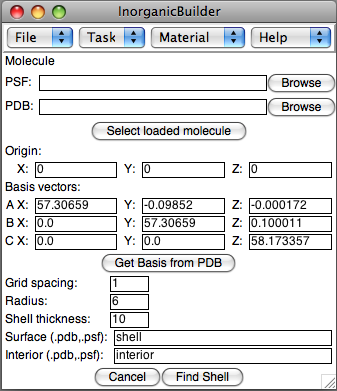 InorganicBuilder
File Task Material Help
Molecule
PSF: Browse
PDB: Browse
Select loaded molecule
Origin:
X: 0 Y: 0 Z: 0
Basis vectors:
A X: 57.30659 Y: -0.09852 Z: -0.000172
B X: 0.0 Y: 57.30659 Z: 0.100011
C X: 0.0 Y: 0.0 Z: 58.173357
Get Basis from PDB
Grid spacing: 1
Radius: 6
Shell thickness: 10
Surface (.pdb,.psf): shell
Interior (.pdb,.psf): interior
Cancel Find Shell